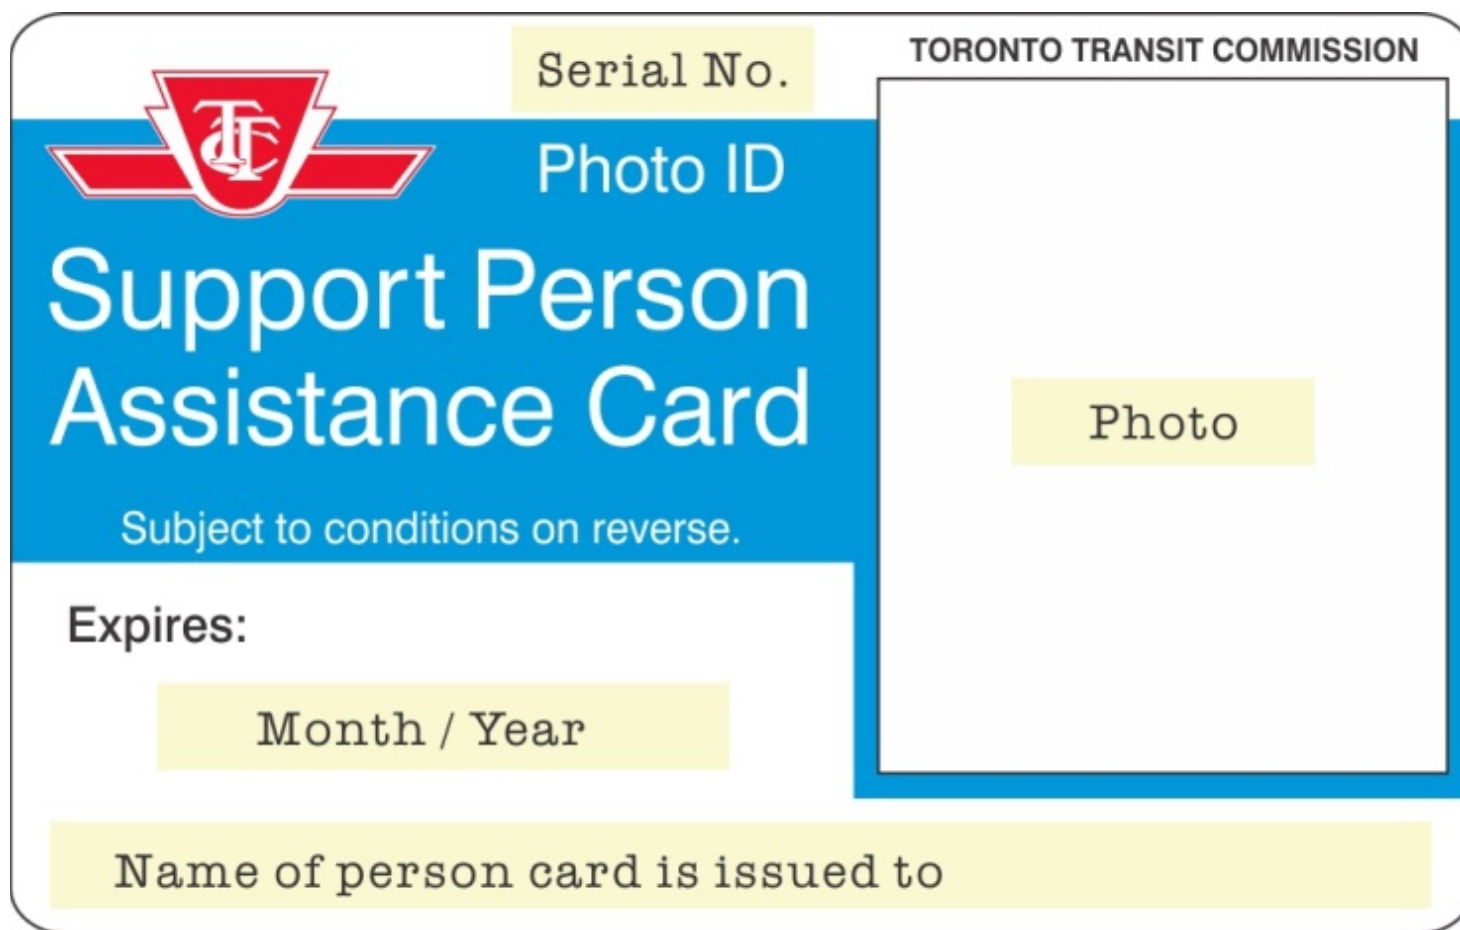 Serial No.
TORONTO TRANSIT COMMISSION
TTC
Photo ID
Support Person
Assistance Card
Photo
Subject to conditions on reverse.
Expires:
Month / Year
Name of person card is issued to